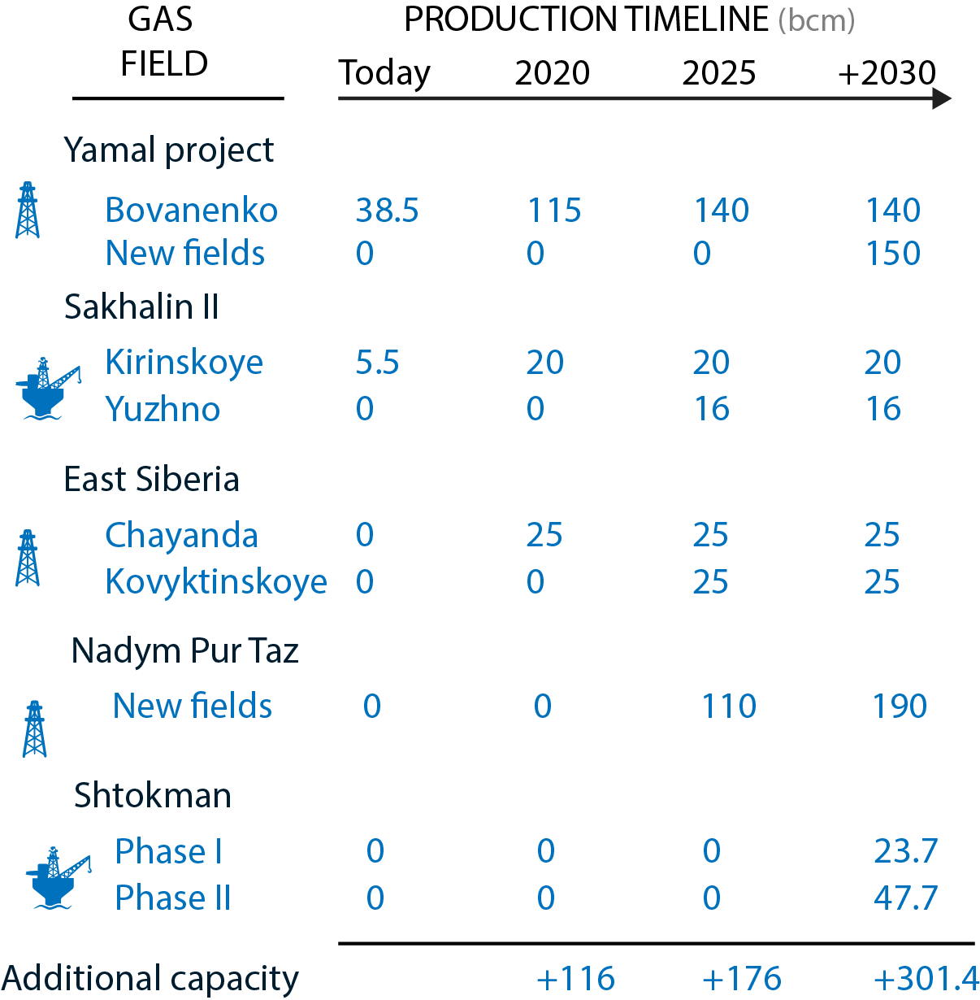 GAS FIELD
PRODUCTION TIMELINE (bcm)
Today 2020 2025 +2030
Yamal project
Bovanenko 38.5 115 140 140
New fields 0 0 0 150
Sakhalin II
Kirinskoye 5.5 20 20 20
Yuzhno 0 0 16 16
East Siberia
Chayanda 0 25 25 25
Kovyktinskoye 0 0 25 25
Nadym Pur Taz
New fields 0 0 110 190
Shtokman
Phase I 0 0 0 23.7
Phase II 0 0 0 47.7
Additional capacity +116 +176 +301.4